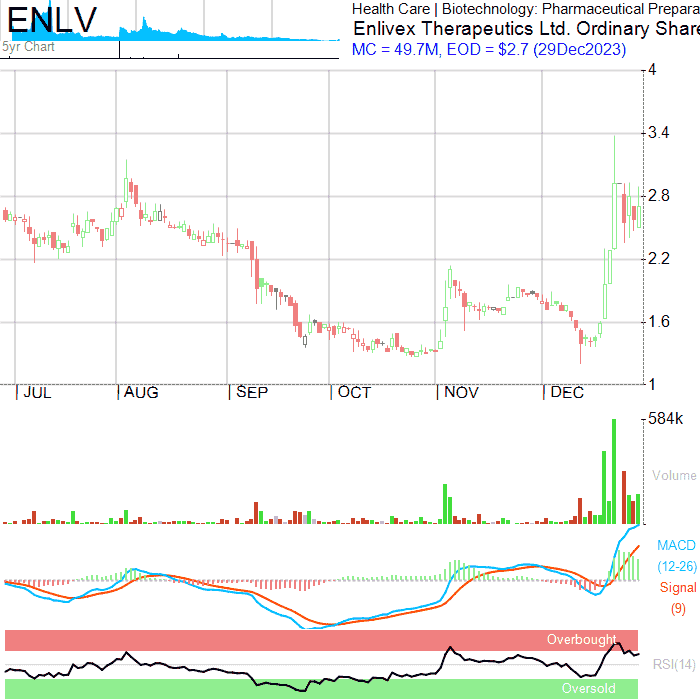 ENLV
5yr Chart
Health Care | Biotechnology: Pharmaceutical Prepara
Enlivex Therapeutics Ltd. Ordinary Share
MC = 49.7M, EOD = $2.7 (29Dec2023)
4
3.4
2.8
2.2
1.6
1
JUL AUG SEP OCT NOV DEC
584k
Volume
MACD
(12-26)
Signal
(9)
Overbought
RSI(14)
Oversold